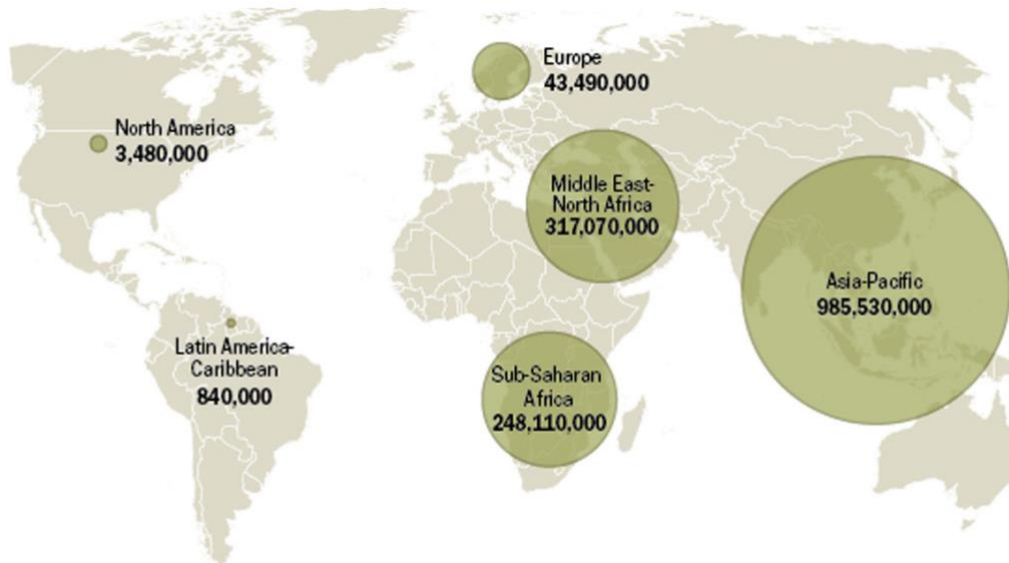 Europe
43,490,000
North America
3,480,000
Middle East-
North Africa
317,070,000
Asia-Pacific
985,530,000
Latin America-
Caribbean
840,000
Sub-Saharan
Africa
248,110,000